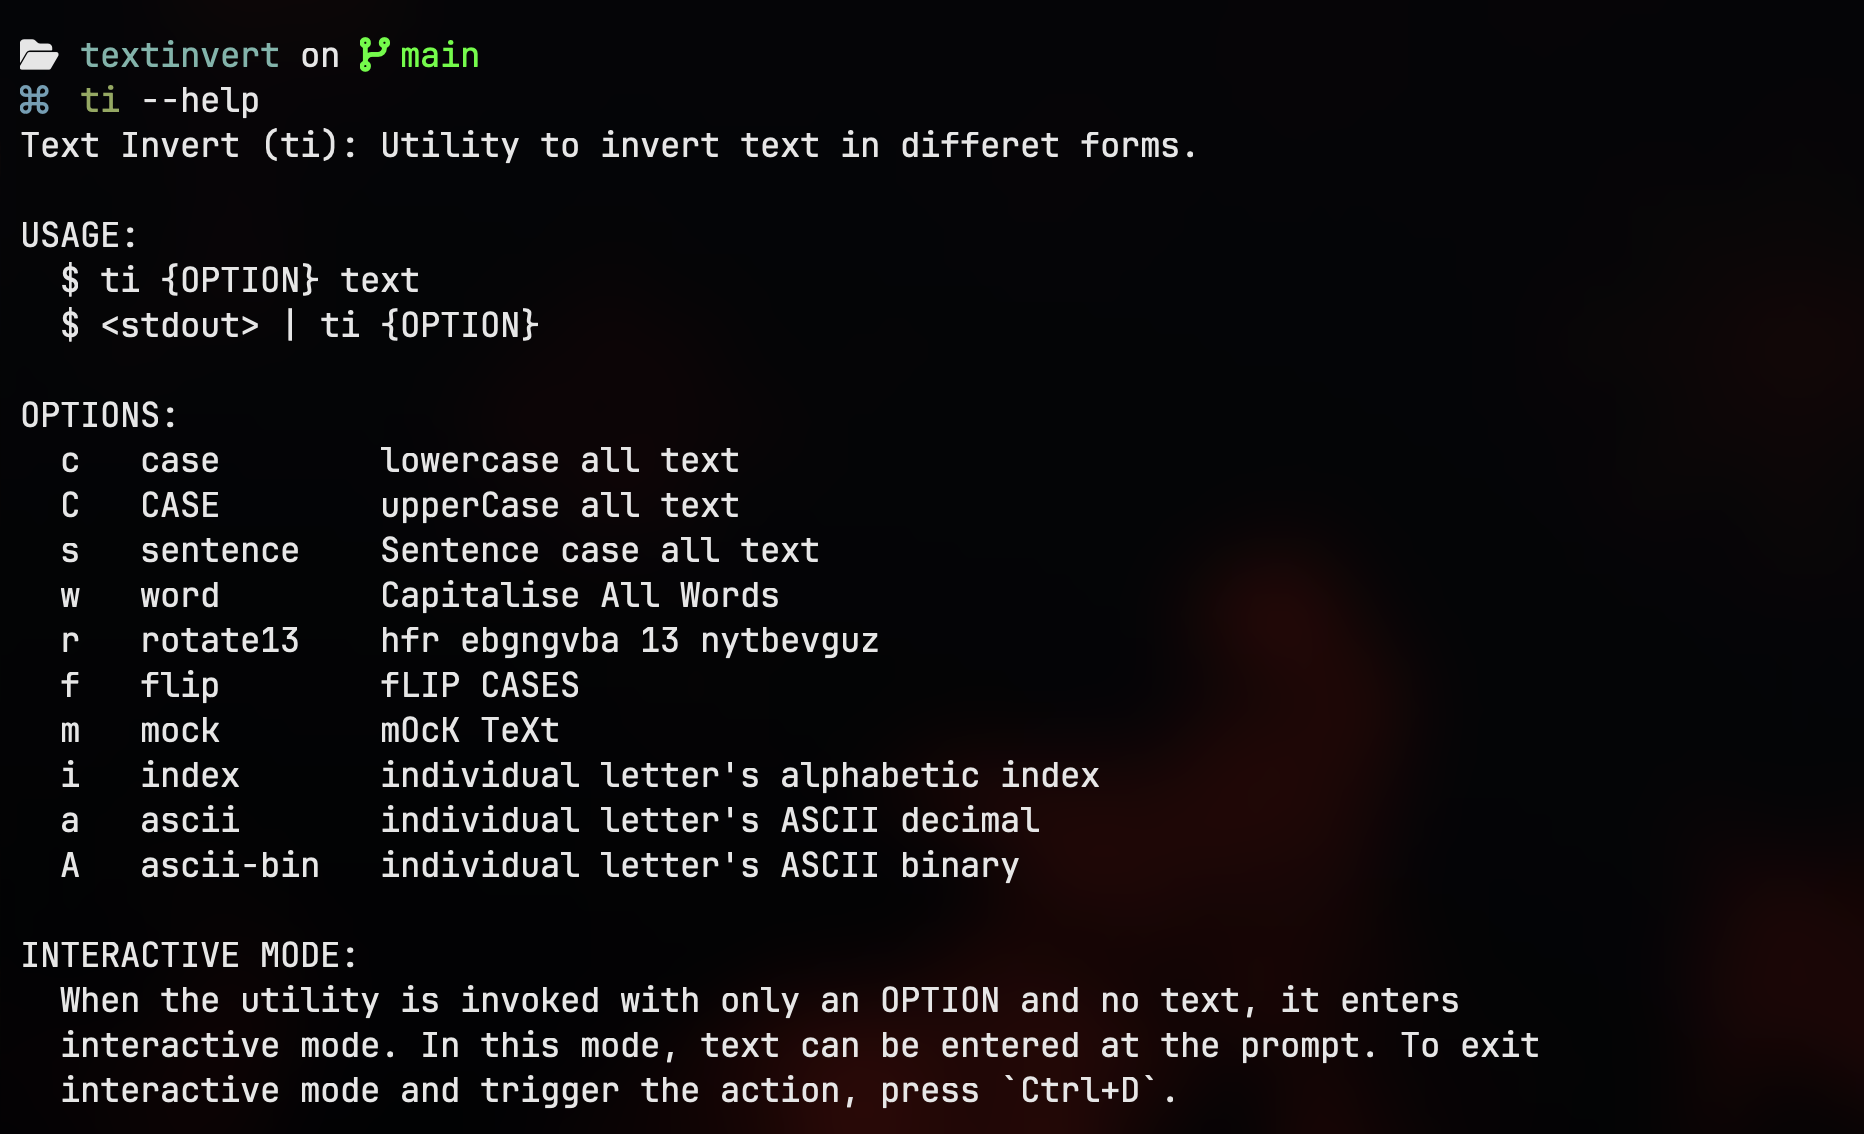 textinvert on main
⌘ ti --help
Text Invert (ti): Utility to invert text in differet forms.

USAGE:
  $ ti {OPTION} text
  $ <stdout> | ti {OPTION}

OPTIONS:
  c   case        lowercase all text
  C   CASE        upperCase all text
  s   sentence    Sentence case all text
  w   word        Capitalise All Words
  r   rotate13    hfr ebgngvba 13 nytbevguz
  f   flip        fLIP CASES
  m   mock        mOcK TeXt
  i   index       individual letter's alphabetic index
  a   ascii       individual letter's ASCII decimal
  A   ascii-bin   individual letter's ASCII binary

INTERACTIVE MODE:
  When the utility is invoked with only an OPTION and no text, it enters
  interactive mode. In this mode, text can be entered at the prompt. To exit
  interactive mode and trigger the action, press `Ctrl+D`.